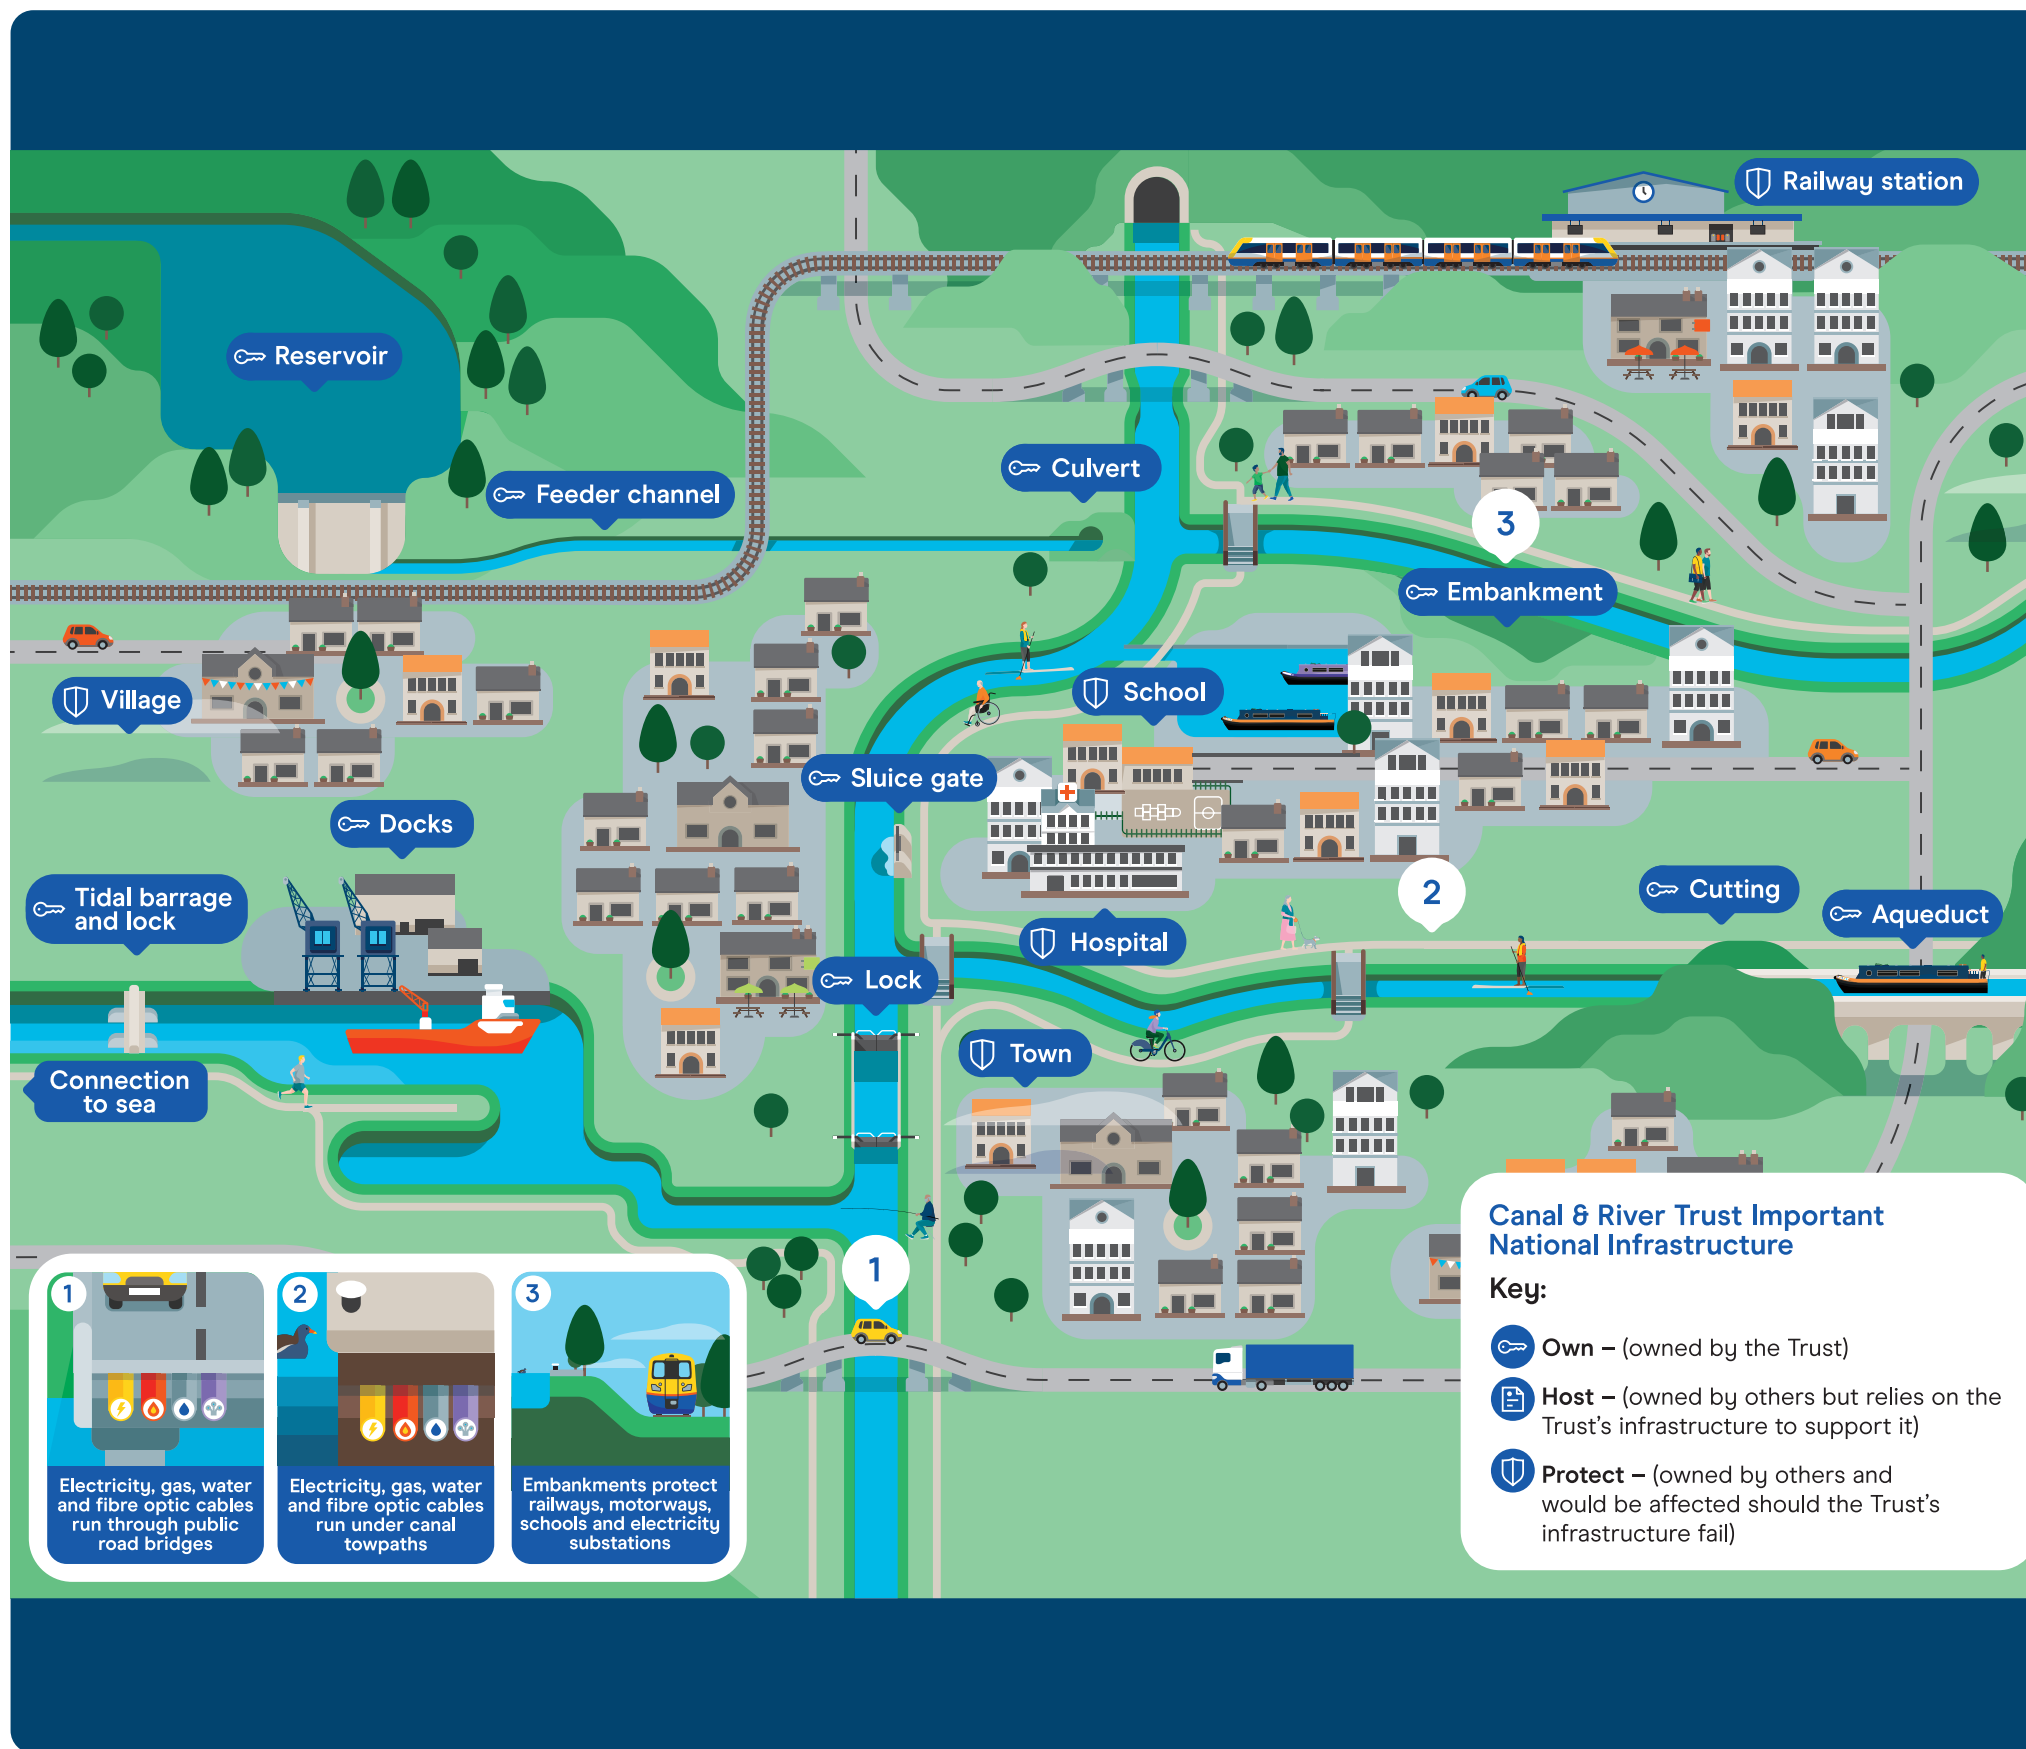 Railway station
Reservoir
Culvert
Feeder channel
3
Embankment
School
Village
Sluice gate
Docks
Tidal barrage
and lock
2
Cutting
Aqueduct
Hospital
Lock
Town
Connection
to sea
1
1
Electricity, gas, water
and fibre optic cables
run through public
road bridges
2
Electricity, gas, water
and fibre optic cables
run under canal
towpaths
3
Embankments protect
railways, motorways,
schools and electricity
substations
Canal & River Trust Important
National Infrastructure
Key:
Own – (owned by the Trust)
Host – (owned by others but relies on the
Trust’s infrastructure to support it)
Protect – (owned by others and
would be affected should the Trust’s
infrastructure fail)